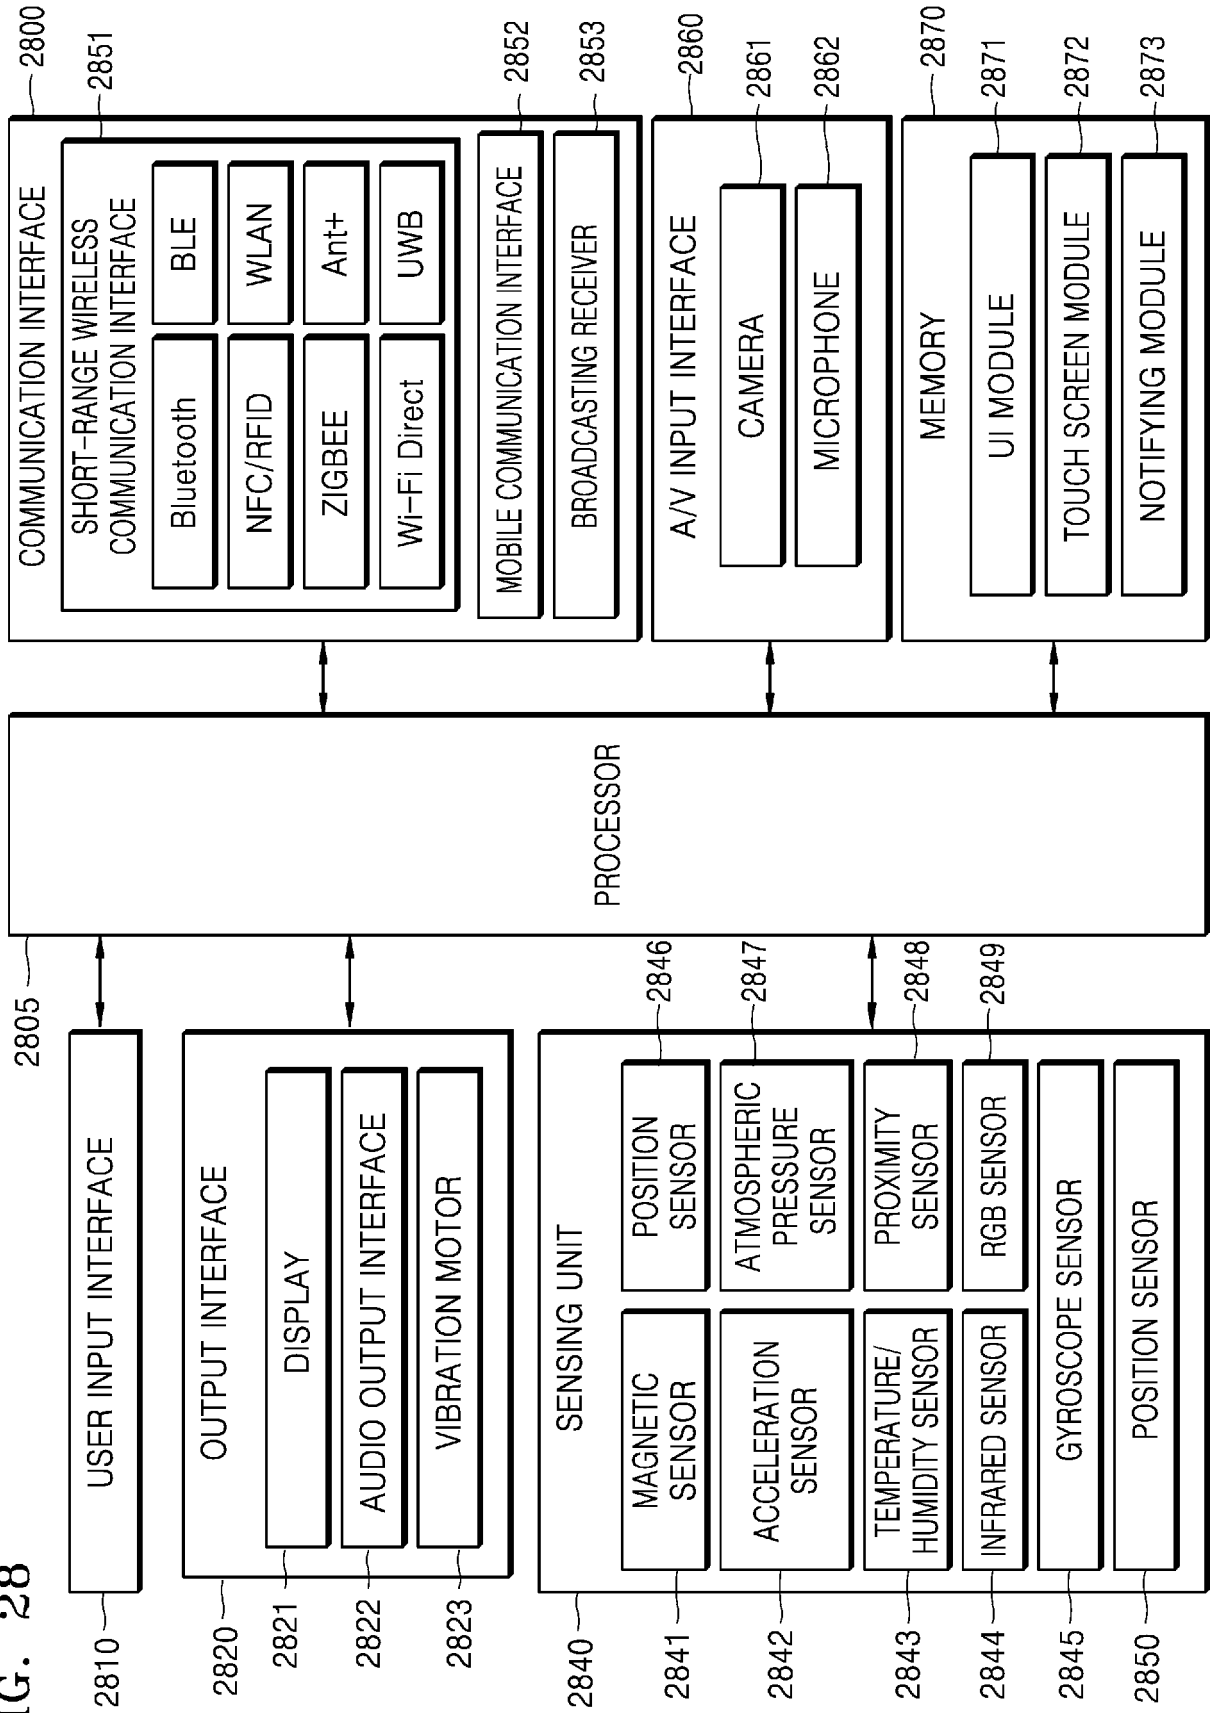 IG. 28
2810
USER INPUT INTERFACE
2820
OUTPUT INTERFACE
2821
DISPLAY
2822
AUDIO OUTPUT INTERFACE
2823
VIBRATION MOTOR
2840
SENSING UNIT
2841
MAGNETIC
SENSOR
POSITION
SENSOR
2846
2842
ACCELERATION
SENSOR
ATMOSPHERIC
PRESSURE
SENSOR
2847
2843
TEMPERATURE/
HUMIDITY SENSOR
PROXIMITY
SENSOR
2848
2844
INFRARED SENSOR
RGB SENSOR
2849
2845
GYROSCOPE SENSOR
2850
POSITION SENSOR
2805
PROCESSOR
2800
COMMUNICATION INTERFACE
2851
SHORT-RANGE WIRELESS
COMMUNICATION INTERFACE
Bluetooth
BLE
NFC/RFID
WLAN
ZIGBEE
Ant+
Wi-Fi Direct
UWB
MOBILE COMMUNICATION INTERFACE
2852
BROADCASTING RECEIVER
2853
2860
A/V INPUT INTERFACE
CAMERA
2861
MICROPHONE
2862
2870
MEMORY
UI MODULE
2871
TOUCH SCREEN MODULE
2872
NOTIFYING MODULE
2873